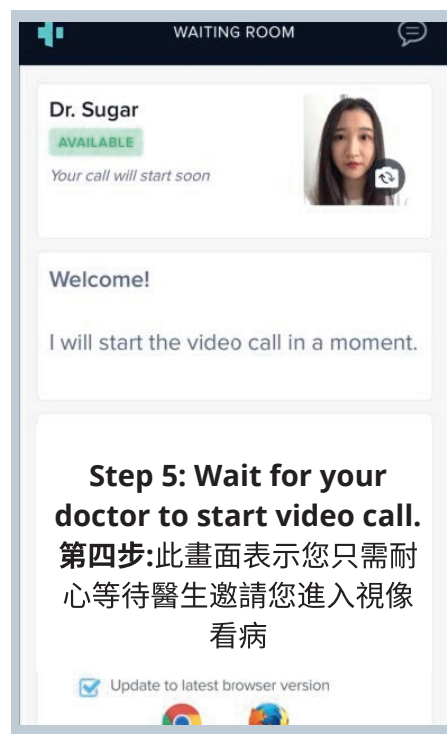 WAITING ROOM
Dr. Sugar
AVAILABLE
Your call will start soon
Welcome!
I will start the video call in a moment.
Step 5: Wait for your
doctor to start video call.
第四步:此畫面表示您只需耐
心等待醫生邀請您進入視像
看病
Update to latest browser version